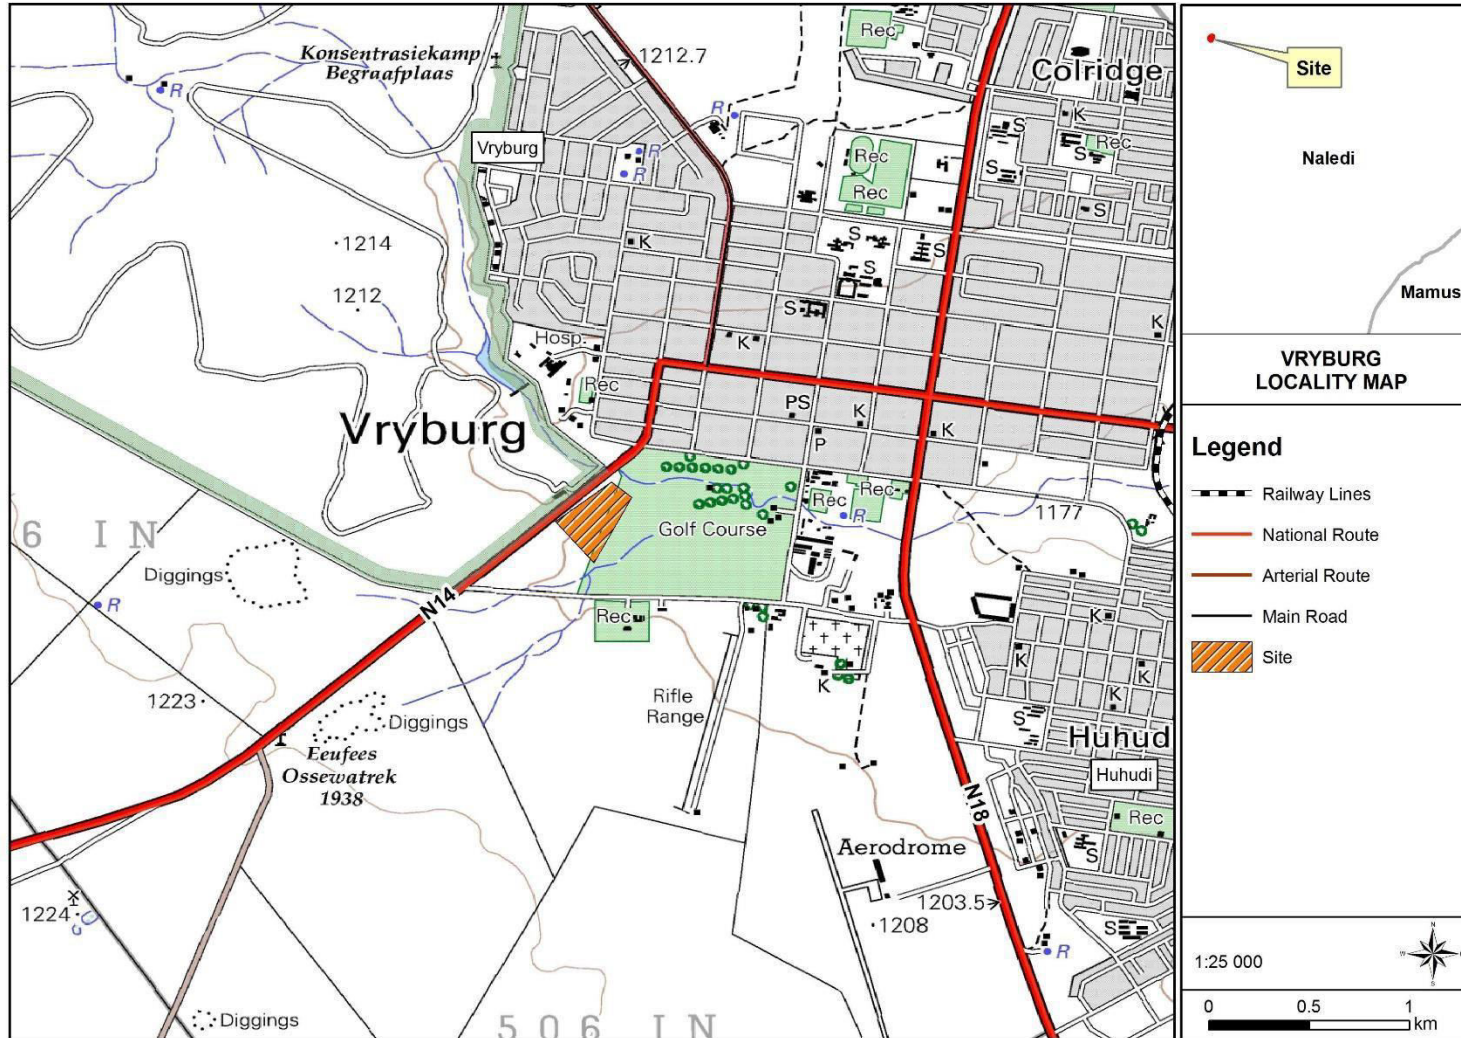 Konsentrasiekamp
Begraafplaas
1212.7
Rec
Colridge
R
R
Vryburg
R
R
K
S
S
Rec
Rec
Rec
S
S
1214
K
S
S
S
1212
S
Hosp.
K
K
Rec
PS
K
P
K
Vryburg
Rec
Rec
R
1177
Golf Course
6 IN
Diggings
R
N14
Rec
K
K
K
K
K
1223
Diggings
Rifle
Range
S
Huhud
Huhudi
Eeufees
Ossewatrek
1938
N18
Rec
Aerodrome
S
1203.5
1208
1224
S
R
Diggings
506 IN
Site
Naledi
Mamus
VRYBURG
LOCALITY MAP
Legend
Railway Lines
National Route
Arterial Route
Main Road
Site
1:25 000
N
W
S
0 0.5 1
km